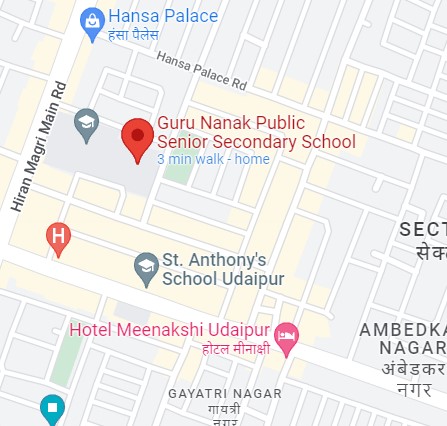 Hansa Palace
हंसा पैलेस
Hansa Palace Rd
Hiran Magri Main Rd
Guru Nanak Public
Senior Secondary School
3 min walk - home
H
St. Anthony's
School Udaipur
SECT
सेक्ट
Hotel Meenakshi Udaipur
होटल मीनाक्षी
AMBEDKA
NAGAR
अंबेडकर
नगर
GAYATRI NAGAR
गायत्री
नगर